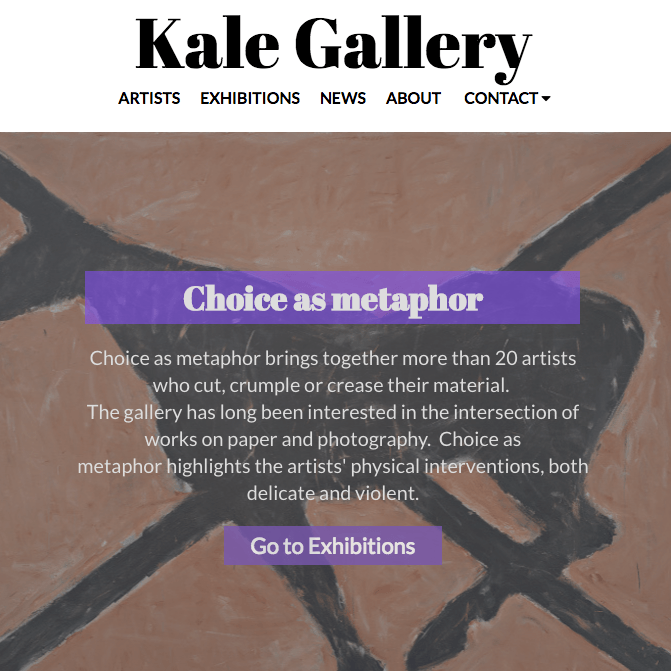 Kale Gallery
ARTISTS EXHIBITIONS NEWS ABOUT CONTACT
Choice as metaphor
Choice as metaphor brings together more than 20 artists
who cut, crumple or crease their material.
The gallery has long been interested in the intersection of
works on paper and photography. Choice as
metaphor highlights the artists' physical interventions, both
delicate and violent.
Go to Exhibitions